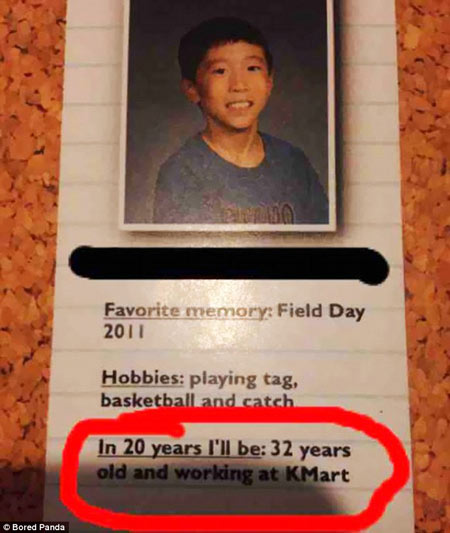 Favorite memory: Field Day
2011
Hobbies: playing tag,
basketball and catch
In 20 years I'll be: 32 years
old and working at KMart
© Bored Panda